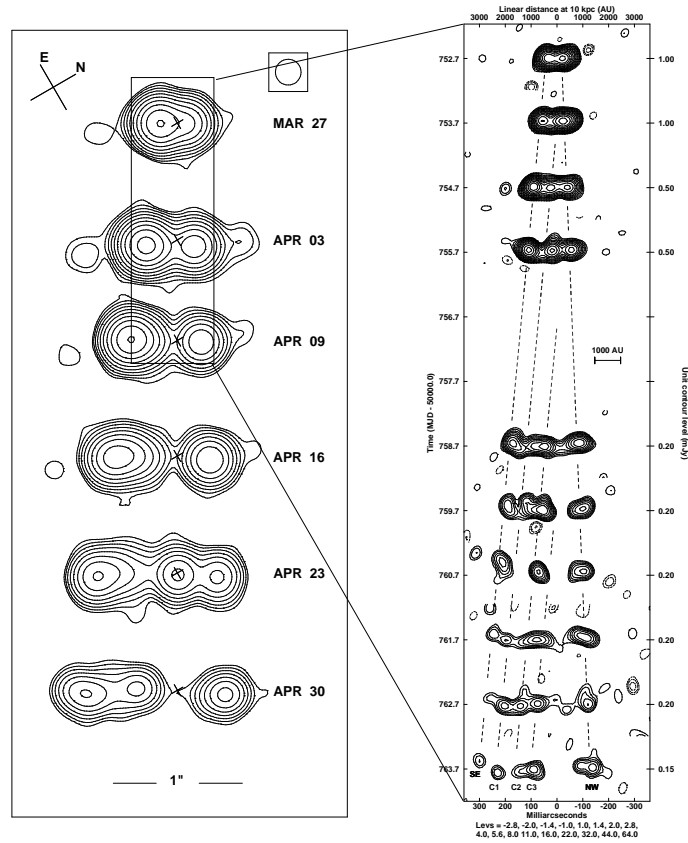 E
N
MAR 27
APR 03
APR 09
APR 16
APR 23
APR 30
1"
Linear distance at 10 kpc (AU)
3000 2000 1000 0 1000 2000 3000
752.7 1.00
753.7 1.00
754.7 0.50
755.7 0.50
756.7
1000 AU
757.7
758.7 0.20
759.7 0.20
760.7 0.20
761.7 0.20
762.7 0.20
763.7 0.15
Time (MJD - 50000.0)
Unit contour level (mJy)
SE
C1
C2
C3
NW
300 200 100 0 -100 -200 -300
Milliarcseconds
Levs = -2.8, -2.0, -1.4, -1.0, 1.0, 1.4, 2.0, 2.8,
4.0, 5.6, 8.0 11.0, 16.0, 22.0, 32.0, 44.0, 64.0